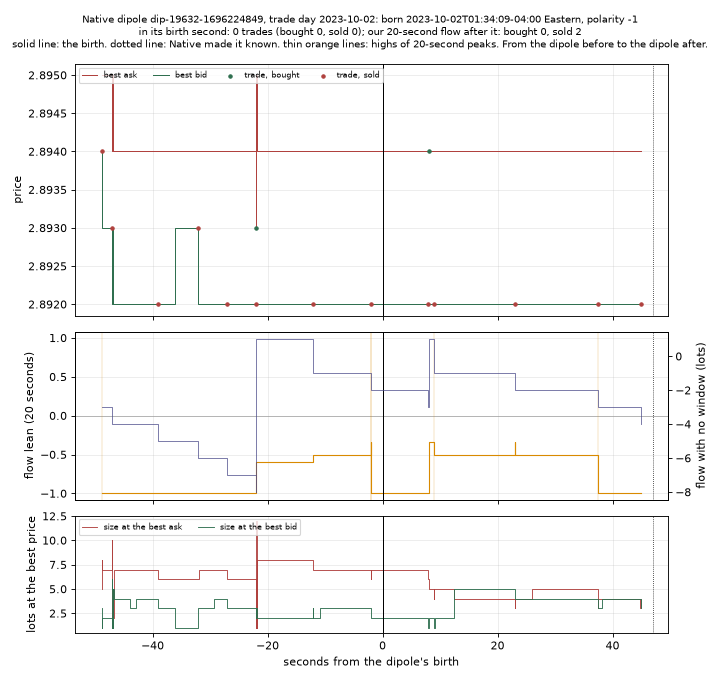 Native dipole dip-19632-1696224849, trade day 2023-10-02: born 2023-10-02T01:34:09-04:00 Eastern, polarity -1
in its birth second: 0 trades (bought 0, sold 0); our 20-second flow after it: bought 0, sold 2
solid line: the birth. dotted line: Native made it known. thin orange lines: highs of 20-second peaks. From the dipole before to the dipole after.
best ask
best bid
trade, bought
trade, sold
2.8950
2.8945
2.8940
2.8935
2.8930
2.8925
2.8920
price
1.0
0.5
0.0
−0.5
−1.0
flow lean (20 seconds)
0
−2
−4
−6
−8
flow with no window (lots)
size at the best ask
size at the best bid
12.5
10.0
7.5
5.0
2.5
lots at the best price
−40
−20
0
20
40
seconds from the dipole's birth